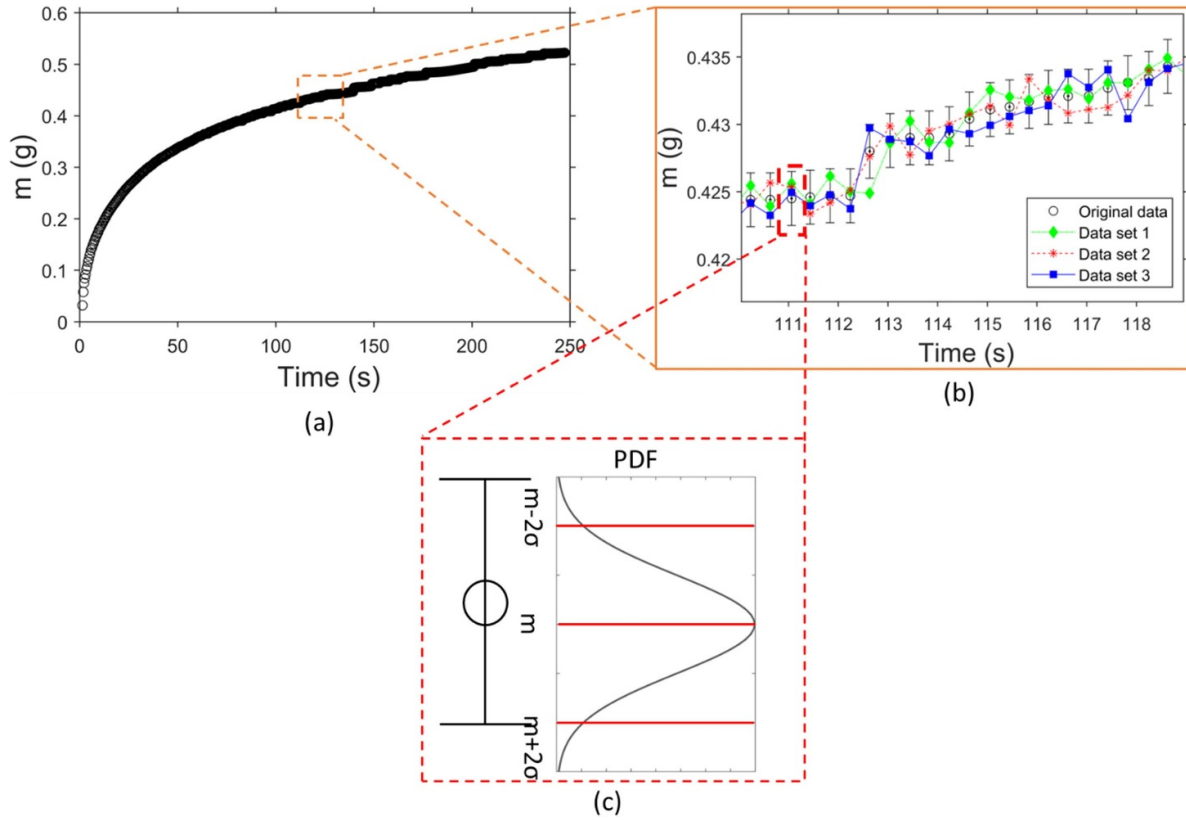 0.6
0.5
0.4
0.3
0.2
0.1
0
m (g)
0
50
100
150
200
250
Time (s)
(a)
0.435
0.43
0.425
0.42
m (g)
Original data
Data set 1
Data set 2
Data set 3
111
112
113
114
115
116
117
118
Time (s)
(b)
PDF
m-2σ
m
m+2σ
(c)